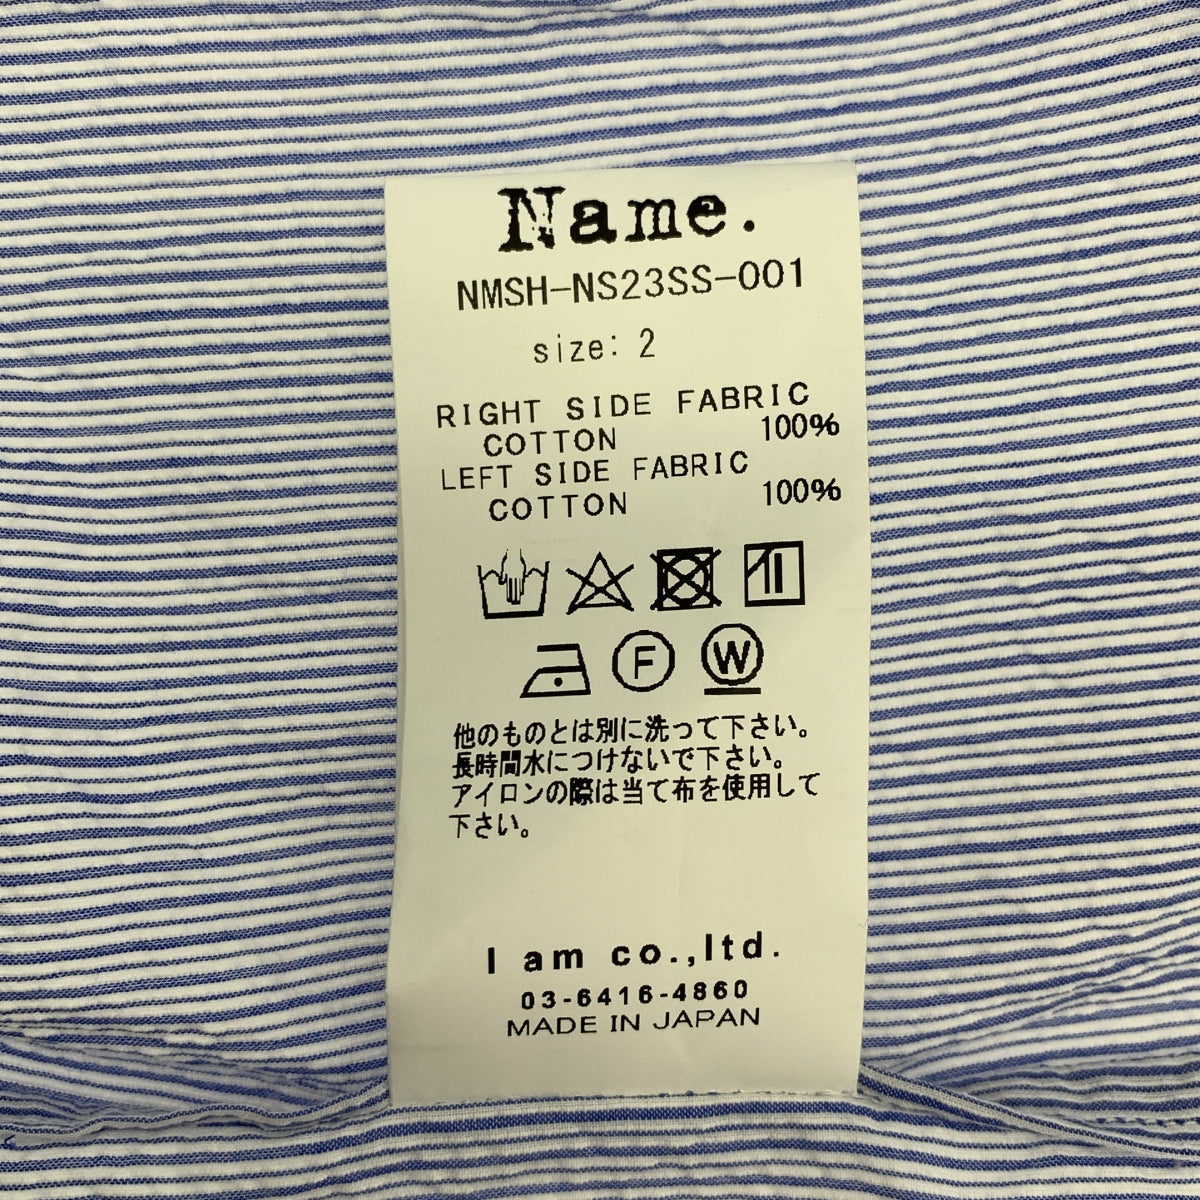 Name.
NMSH-NS23SS-001
size: 2
RIGHT SIDE FABRIC
COTTON 100%
LEFT SIDE FABRIC
COTTON 100%
F W
他のものとは別に洗って下さい。
長時間水につけないで下さい。
アイロンの際は当て布を使用して
下さい。
I am co.,ltd.
03-6416-4860
MADE IN JAPAN